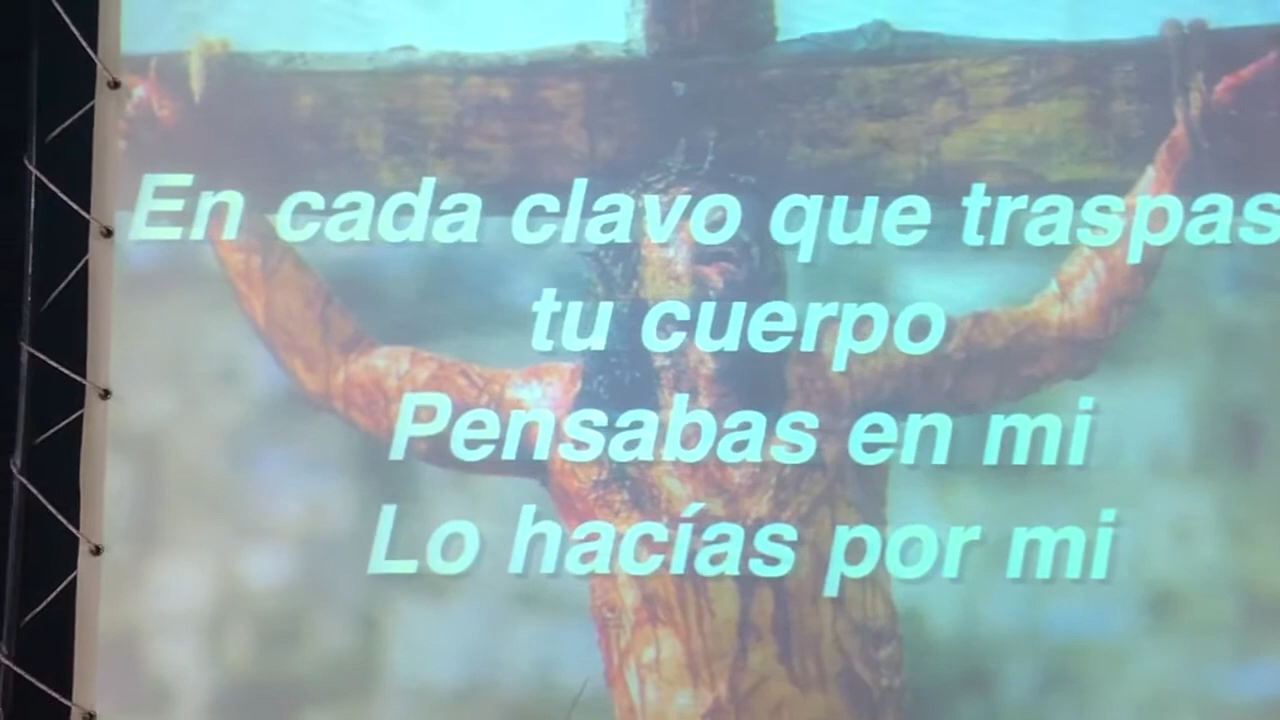 En cada clavo que traspas
tu cuerpo
Pensabas en mi
Lo hacías por mi